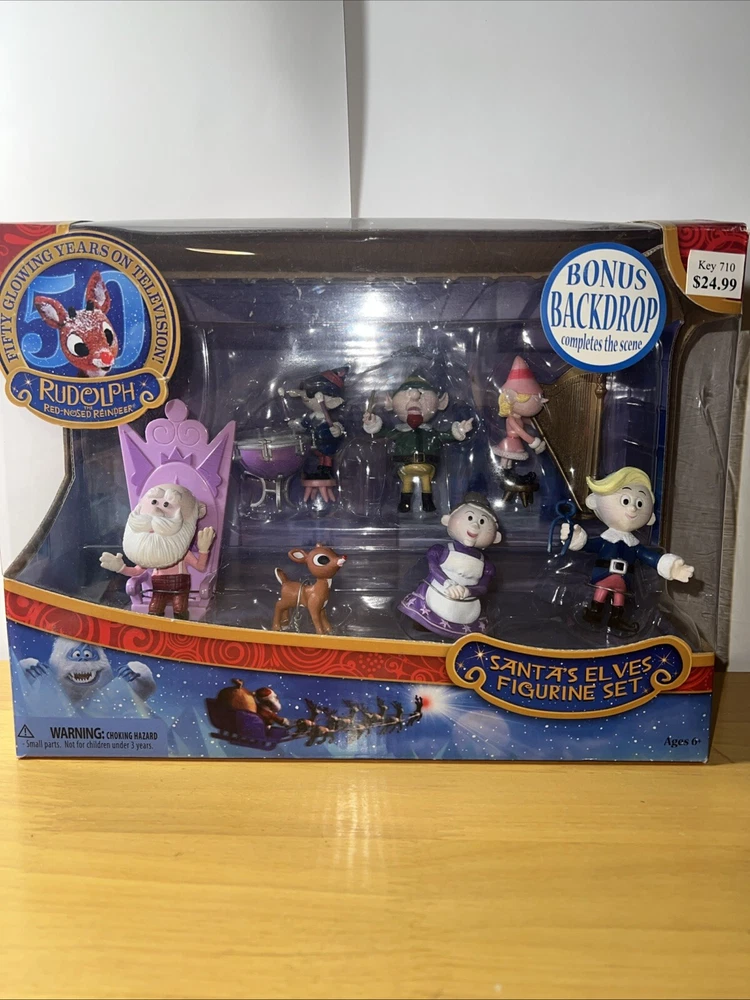 FIFTY GLOWING YEARS ON TELEVISION!
50
RUDOLPH
THE
RED-NOSED REINDEER
BONUS
BACKDROP
completes the scene
Key 710
$24.99
SANTA'S ELVES
FIGURINE SET
WARNING: CHOKING HAZARD
Small parts. Not for children under 3 years.
Ages 6+